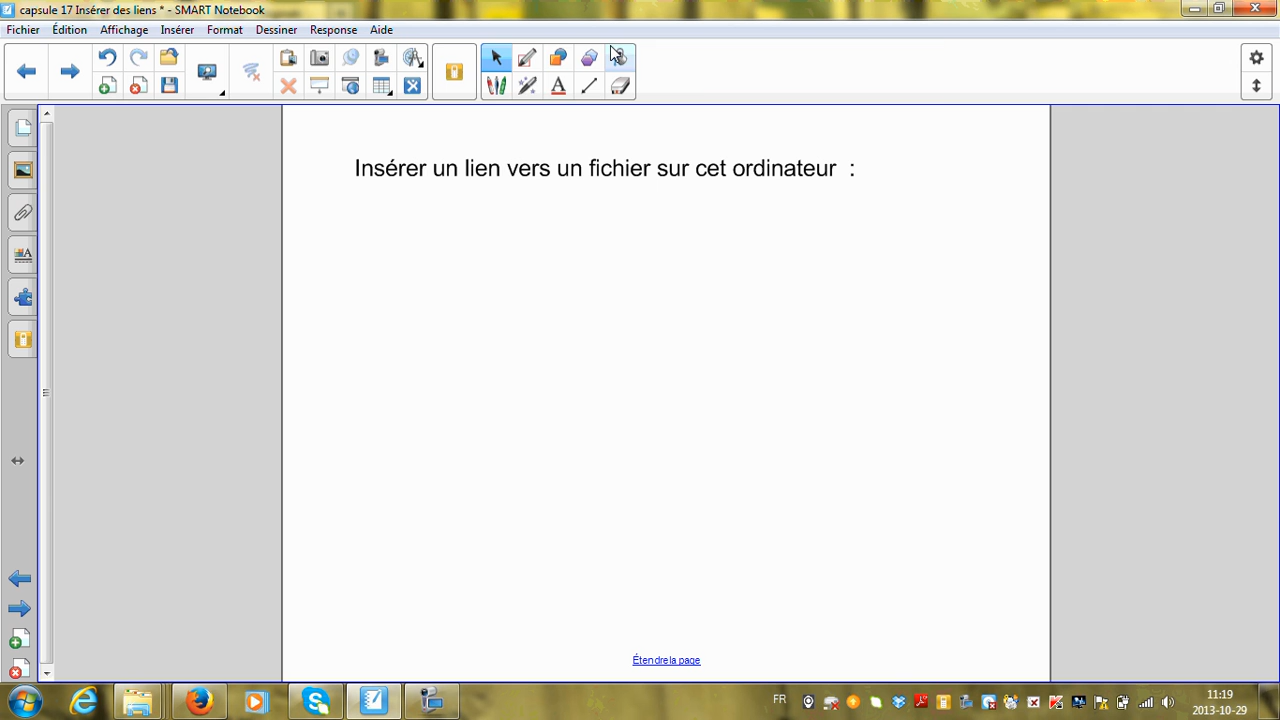 capsule 17 Insérer des liens * - SMART Notebook
Fichier Édition Affichage Insérer Format Dessiner Response Aide
Insérer un lien vers un fichier sur cet ordinateur :
Étendre la page
FR
11:19
2013-10-29